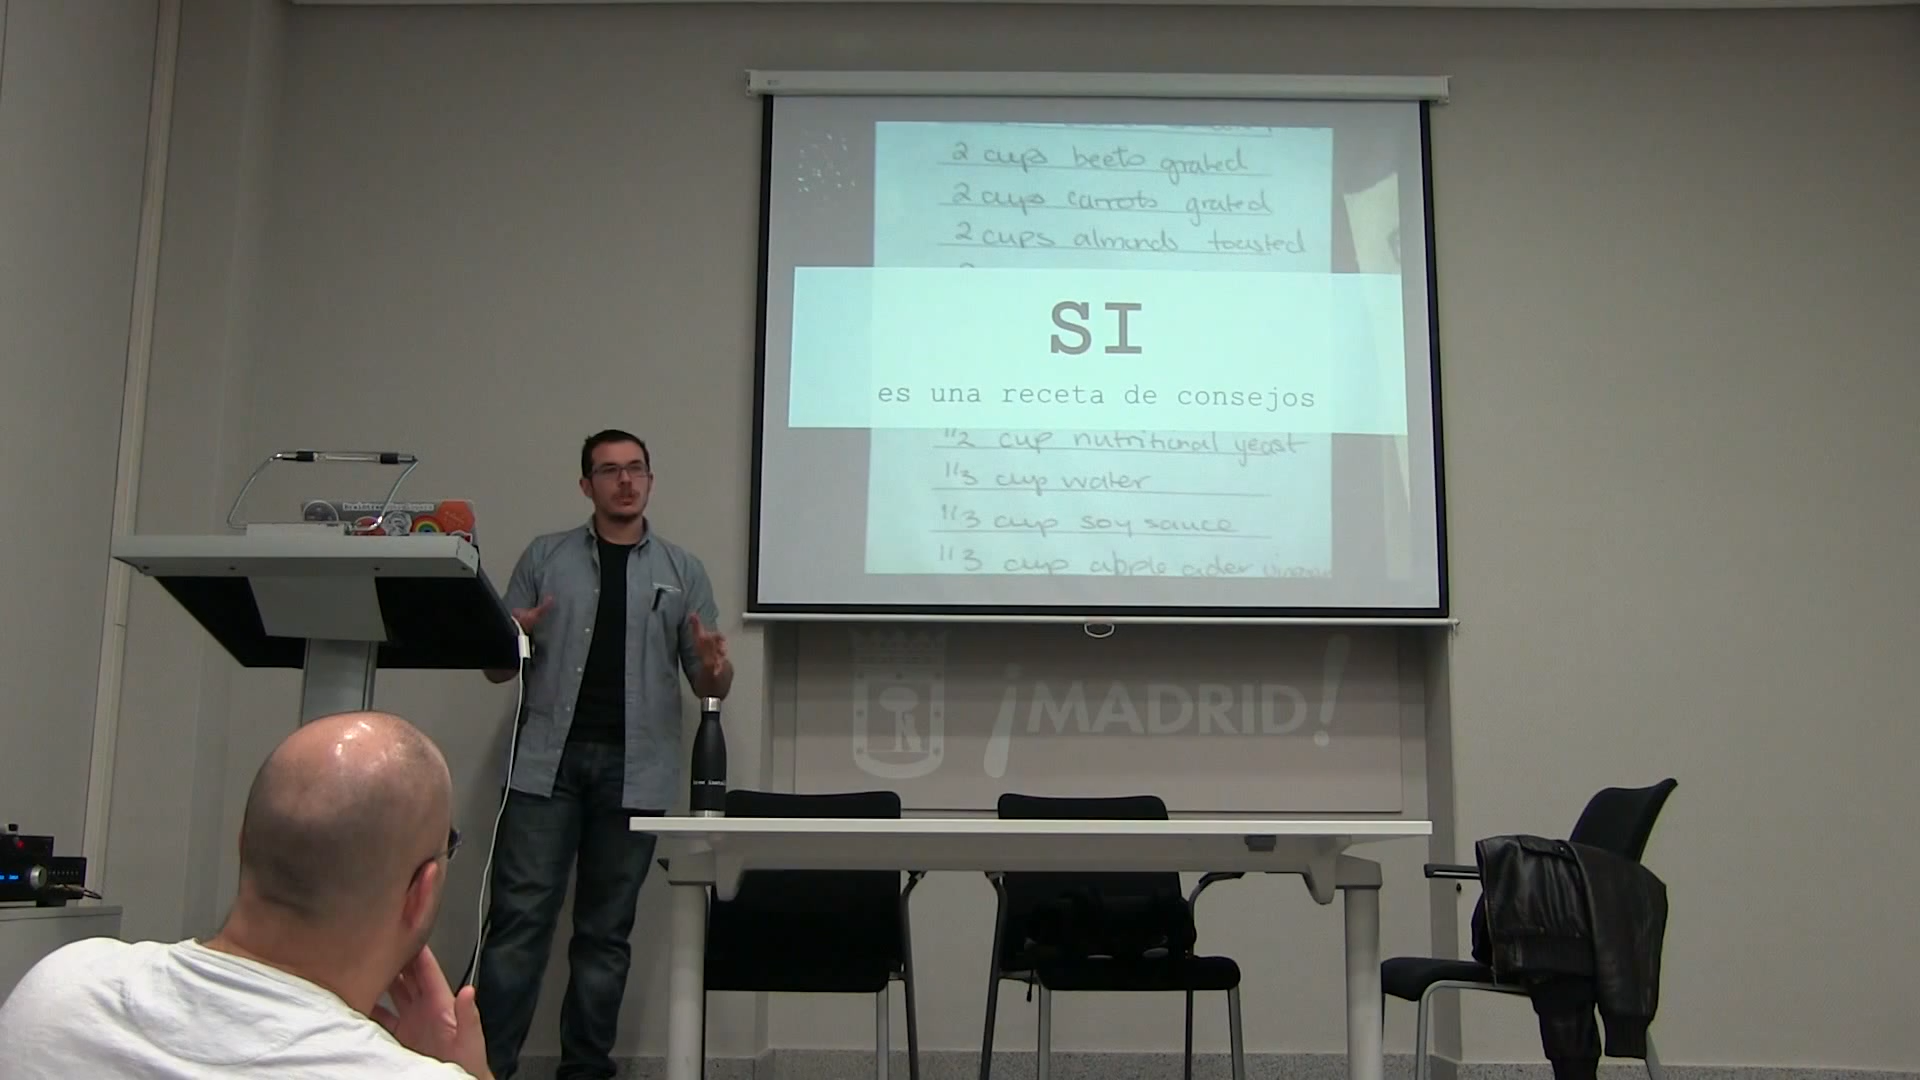 2 cups beets grated
2 cups carrots grated
2 cups almonds toasted
SI
es una receta de consejos
1/2 cup nutritional yeast
1/3 cup water
1/3 cup soy sauce
1/3 cup apple cider vinegar
¡MADRID!